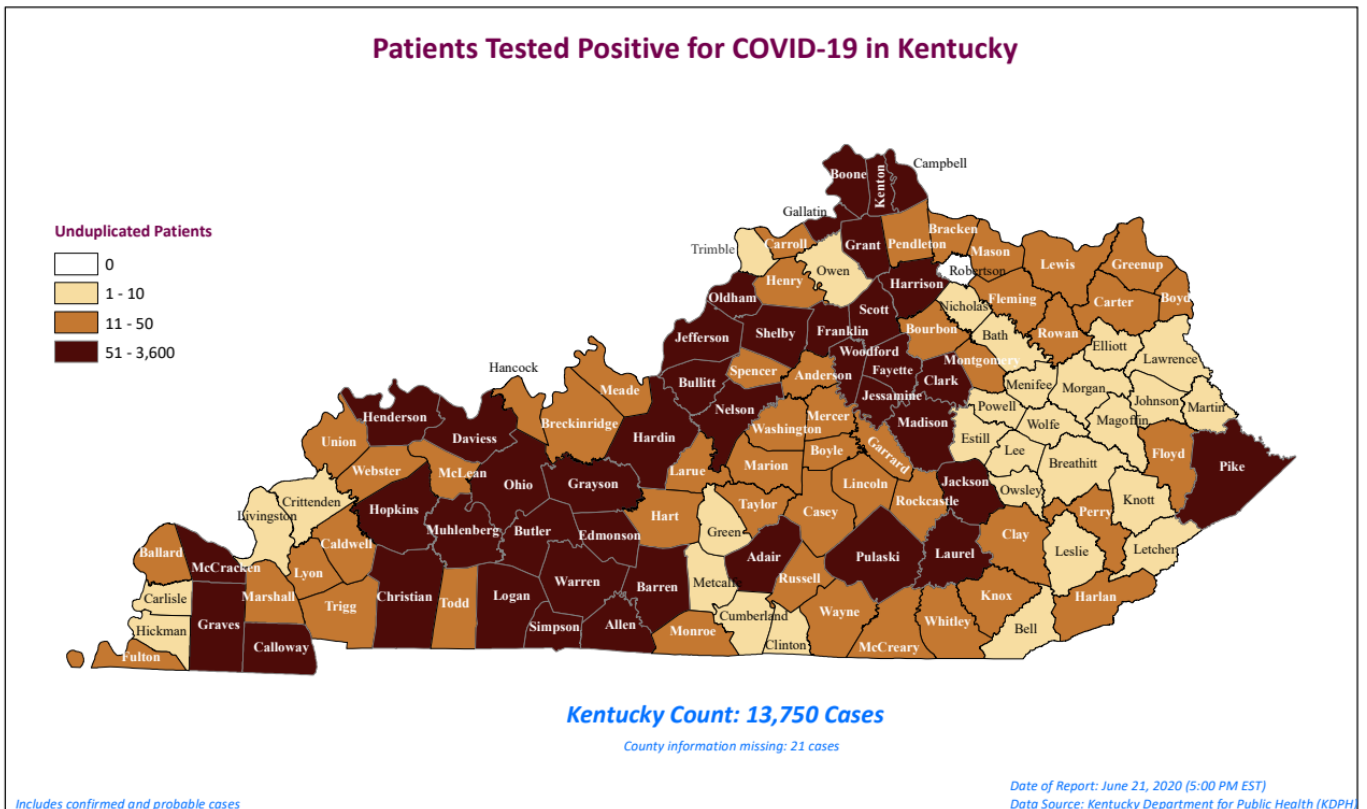 Patients Tested Positive for COVID-19 in Kentucky
Unduplicated Patients
0
1 - 10
11 - 50
51 - 3,600
Boone
Kenton
Campbell
Gallatin
Trimble
Carroll
Owen
Grant
Pendleton
Bracken
Mason
Robertson
Lewis
Greenup
Henry
Harrison
Nicholas
Fleming
Carter
Boyd
Oldham
Scott
Rowan
Jefferson
Shelby
Franklin
Bourbon
Bath
Elliott
Lawrence
Woodford
Fayette
Montgomery
Hancock
Meade
Bullitt
Spencer
Anderson
Clark
Menifee
Morgan
Johnson
Martin
Henderson
Daviess
Breckinridge
Nelson
Jessamine
Powell
Magoffin
Mercer
Washington
Madison
Wolfe
Union
Hardin
Estill
Lee
Webster
McLean
Boyle
Garrard
Breathitt
Floyd
Pike
Larue
Marion
Ohio
Grayson
Lincoln
Jackson
Owsley
Crittenden
Livingston
Hopkins
Taylor
Casey
Rockcastle
Knott
Hart
Perry
Muhlenberg
Butler
Edmonson
Green
Clay
Caldwell
Ballard
McCracken
Adair
Pulaski
Laurel
Leslie
Letcher
Lyon
Warren
Barren
Metcalfe
Russell
Carlisle
Marshall
Trigg
Christian
Todd
Logan
Knox
Harlan
Graves
Cumberland
Wayne
Whitley
Hickman
Simpson
Allen
Monroe
Clinton
McCreary
Bell
Fulton
Calloway
Kentucky Count: 13,750 Cases
County information missing: 21 cases
Date of Report: June 21, 2020 (5:00 PM EST)
Includes confirmed and probable cases
Data Source: Kentucky Department for Public Health (KDPH)